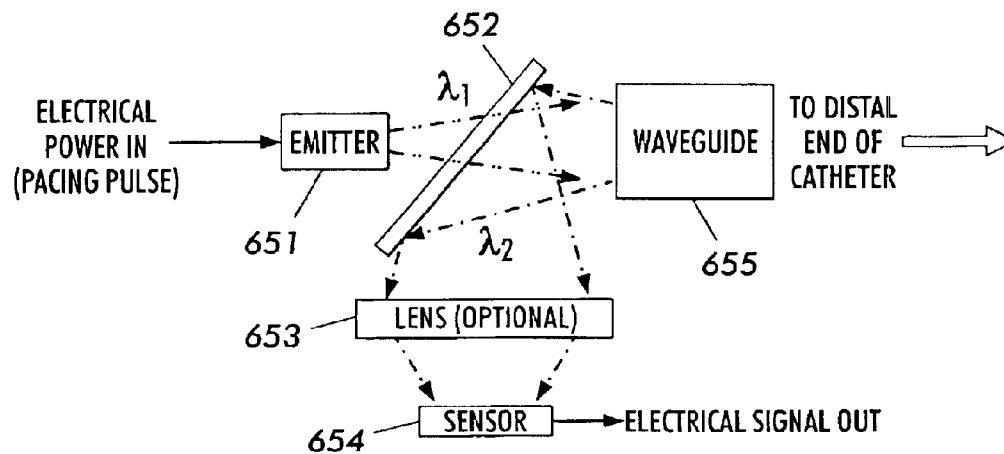 652
λ1
ELECTRICAL
POWER IN
(PACING PULSE)
EMITTER
WAVEGUIDE
TO DISTAL
END OF
CATHETER
651
λ2
655
LENS (OPTIONAL)
653
SENSOR
ELECTRICAL SIGNAL OUT
654